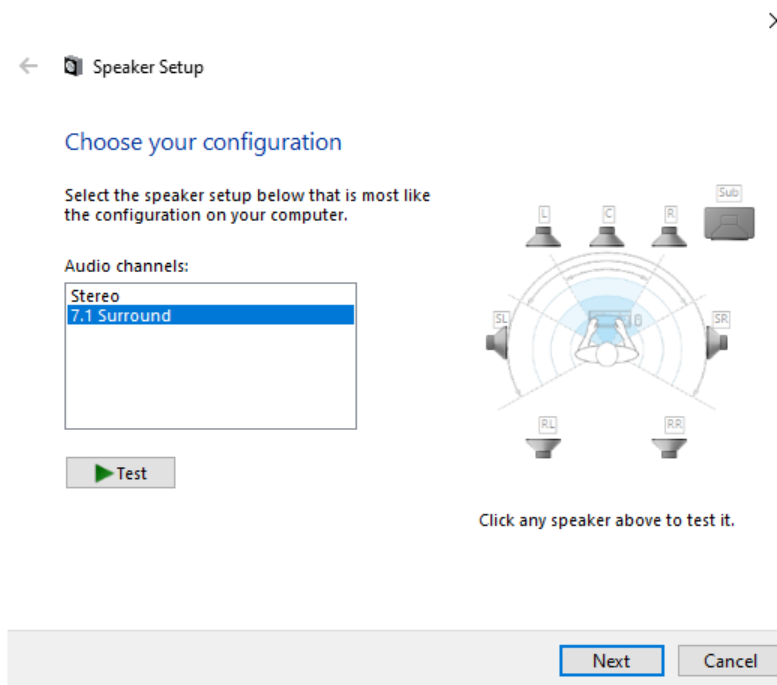 Speaker Setup
Choose your configuration
Select the speaker setup below that is most like
the configuration on your computer.
Audio channels:
Stereo
7.1 Surround
Test
L
C
R
Sub
SL
SR
RL
RR
Click any speaker above to test it.
Next
Cancel